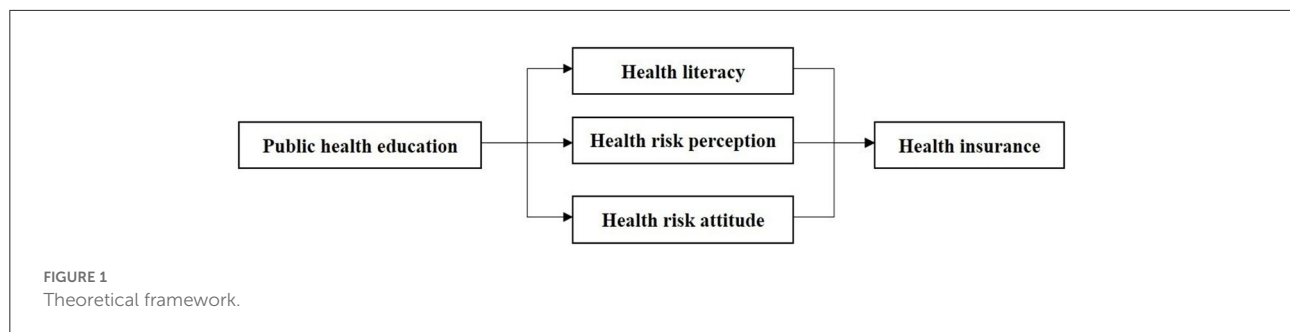 Health literacy
Public health education
Health risk perception
Health insurance
Health risk attitude
FIGURE 1
Theoretical framework.